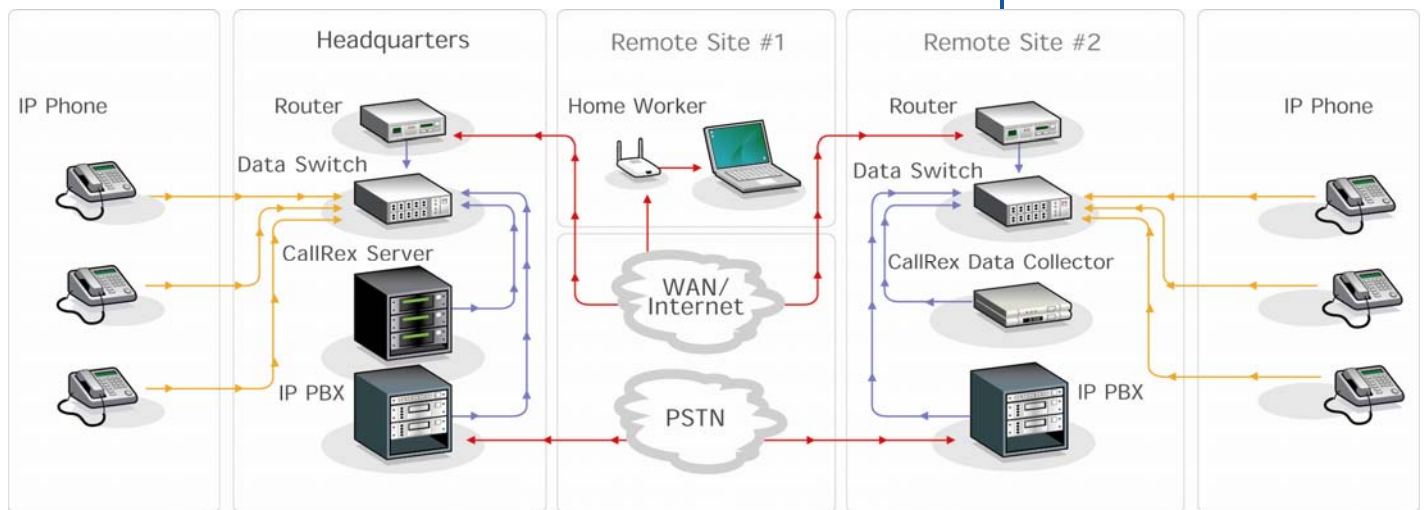 Headquarters
Remote Site #1
Remote Site #2
IP Phone
Router
Home Worker
Router
IP Phone
Data Switch
Data Switch
CallRex Server
WAN/
Internet
CallRex Data Collector
IP PBX
PSTN
IP PBX